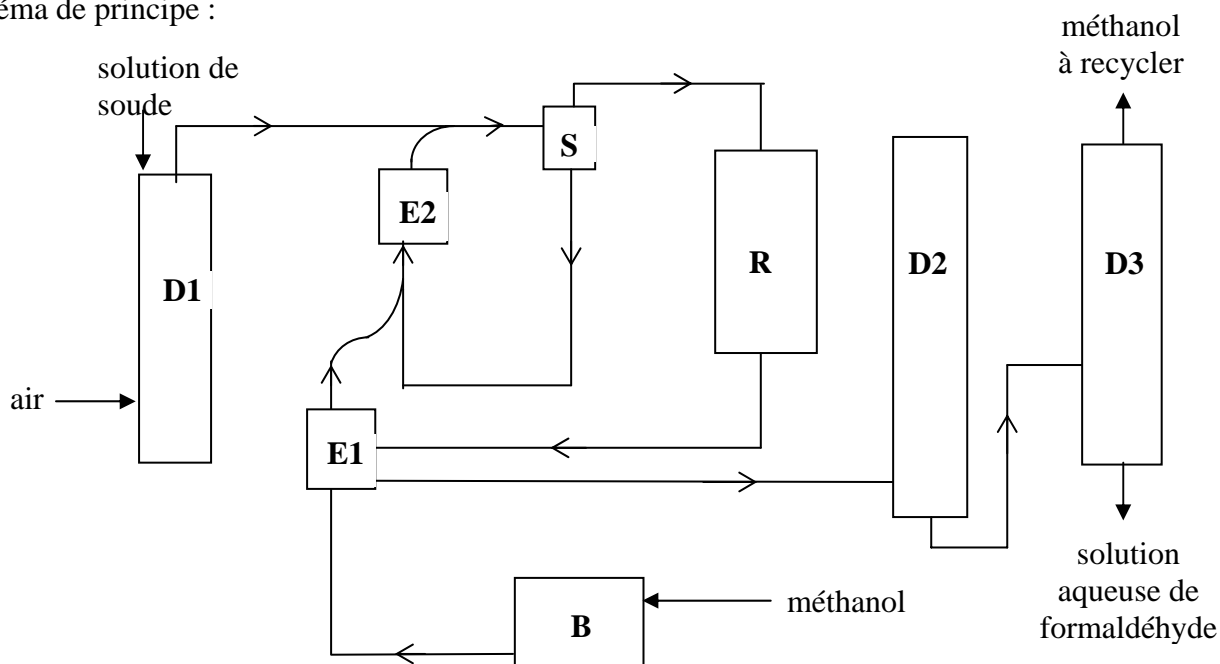 éma de principe :
méthanol
à recycler
solution de
soude
S
E2
R
D2
D3
D1
air
E1
solution
aqueuse de
formaldéhyde
méthanol
B